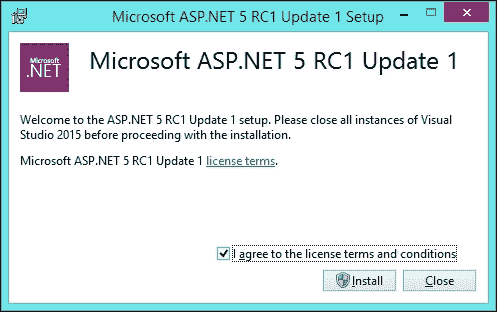 Microsoft ASP.NET 5 RC1 Update 1 Setup
Microsoft
.NET
Microsoft ASP.NET 5 RC1 Update 1
Welcome to the ASP.NET 5 RC1 Update 1 setup. Please close all instances of Visual
Studio 2015 before proceeding with the installation.
Microsoft ASP.NET 5 RC1 Update 1 license terms.
I agree to the license terms and conditions
Install
Close